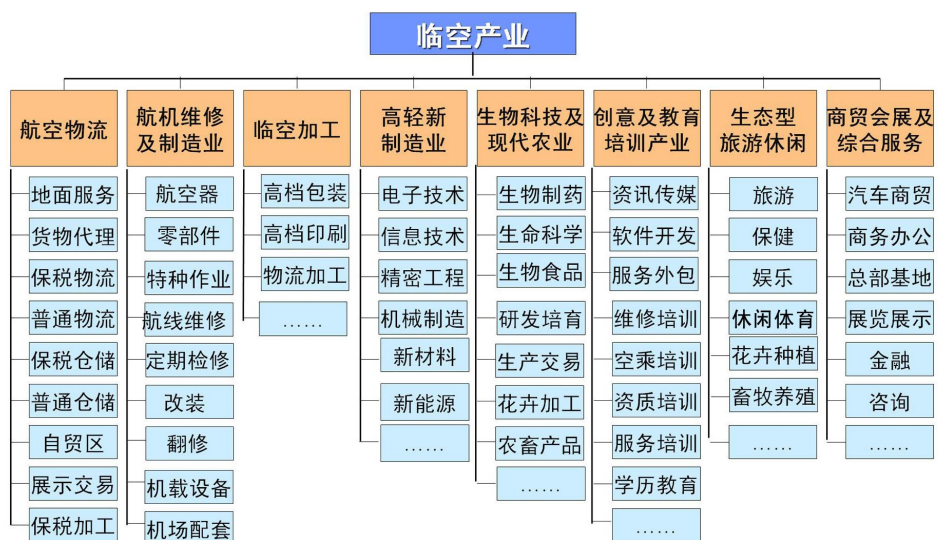 临空产业
航空物流
地面服务
货物代理
保税物流
普通物流
保税仓储
普通仓储
自贸区
展示交易
保税加工
航机维修
及制造业
航空器
零部件
特种作业
航线维修
定期检修
改装
翻修
机载设备
机场配套
临空加工
高档包装
高档印刷
物流加工
……
高轻新
制造业
电子技术
信息技术
精密工程
机械制造
新材料
新能源
……
生物科技及
现代农业
生物制药
生命科学
生物食品
研发培育
生产交易
花卉加工
农畜产品
……
创意及教育
培训产业
资讯传媒
软件开发
服务外包
维修培训
空乘培训
资质培训
服务培训
学历教育
……
生态型
旅游休闲
旅游
保健
娱乐
休闲体育
花卉种植
畜牧养殖
……
商贸会展及
综合服务
汽车商贸
商务办公
总部基地
展览展示
金融
咨询
……